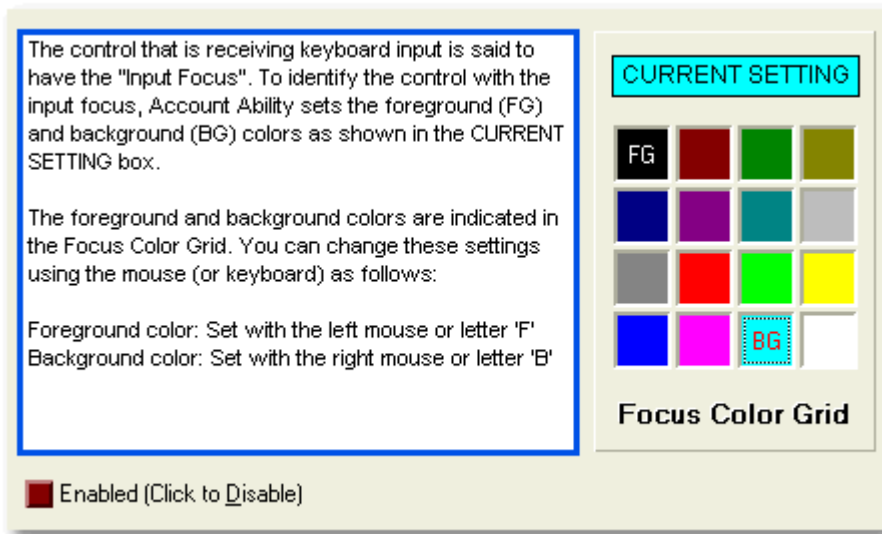 The control that is receiving keyboard input is said to
have the "Input Focus". To identify the control with the
input focus, Account Ability sets the foreground (FG)
and background (BG) colors as shown in the CURRENT
SETTING box.
The foreground and background colors are indicated in
the Focus Color Grid. You can change these settings
using the mouse (or keyboard) as follows:
Foreground color: Set with the left mouse or letter 'F'
Background color: Set with the right mouse or letter 'B'
CURRENT SETTING
FG
BG
Focus Color Grid
Enabled (Click to Disable)